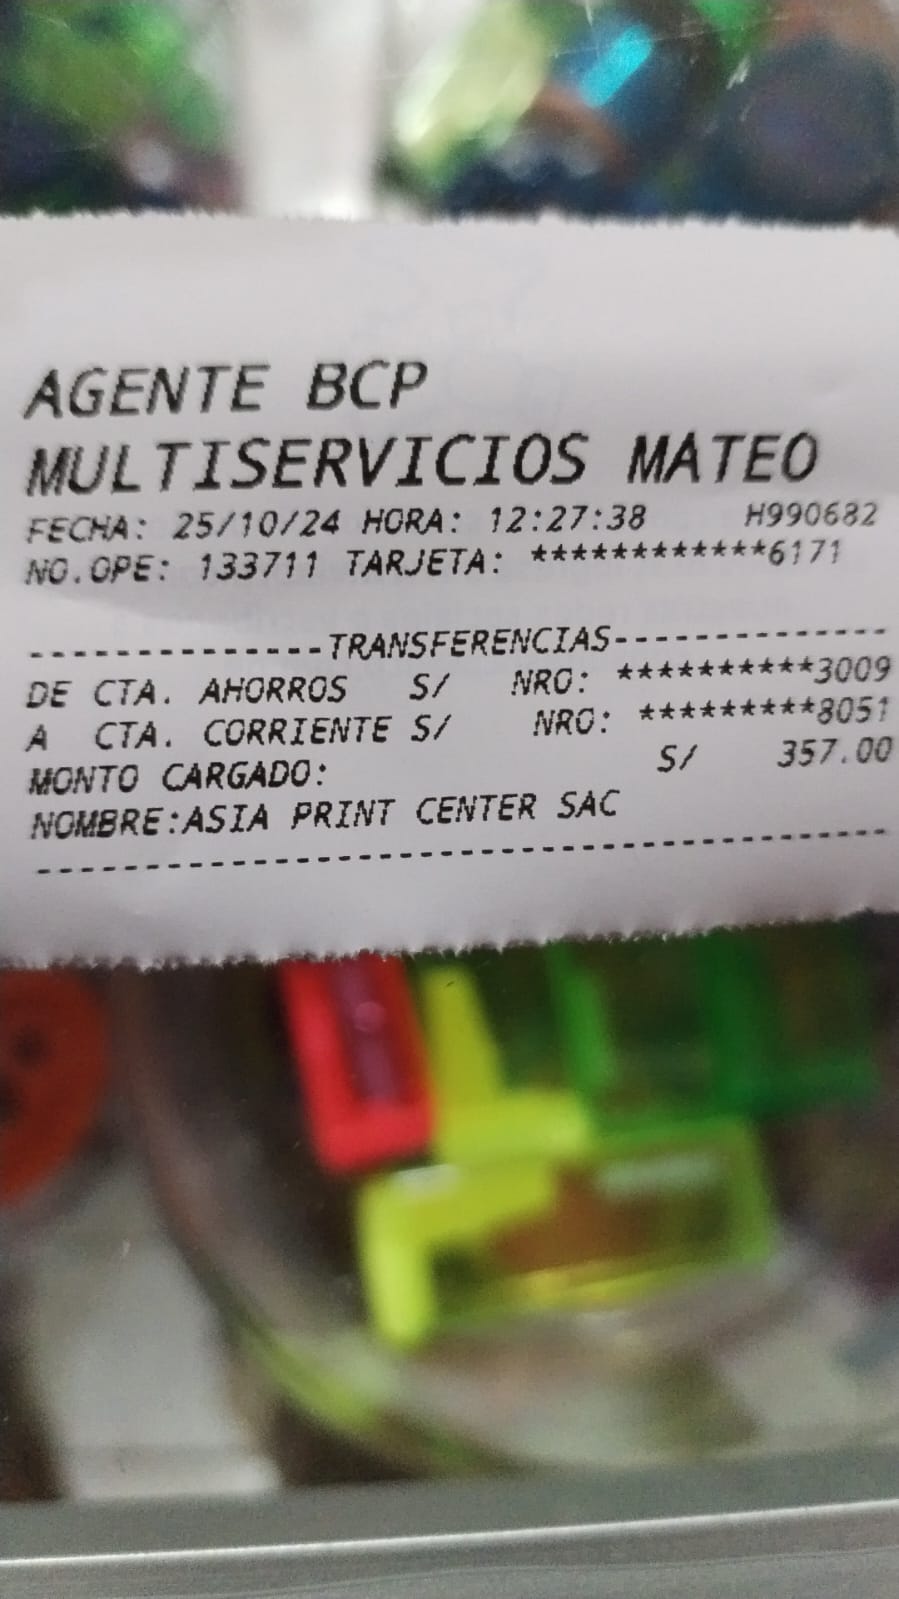 AGENTE BCP
MULTISERVICIOS MATEO
FECHA: 25/10/24 HORA: 12:27:38 H990682
NO.OPE: 133711 TARJETA: ************6171
--------------TRANSFERENCIAS--------------
DE CTA. AHORROS S/ NRO: **********3009
A CTA. CORRIENTE S/ NRO: *********8051
MONTO CARGADO: S/ 357.00
NOMBRE:ASIA PRINT CENTER SAC
------------------------------------------